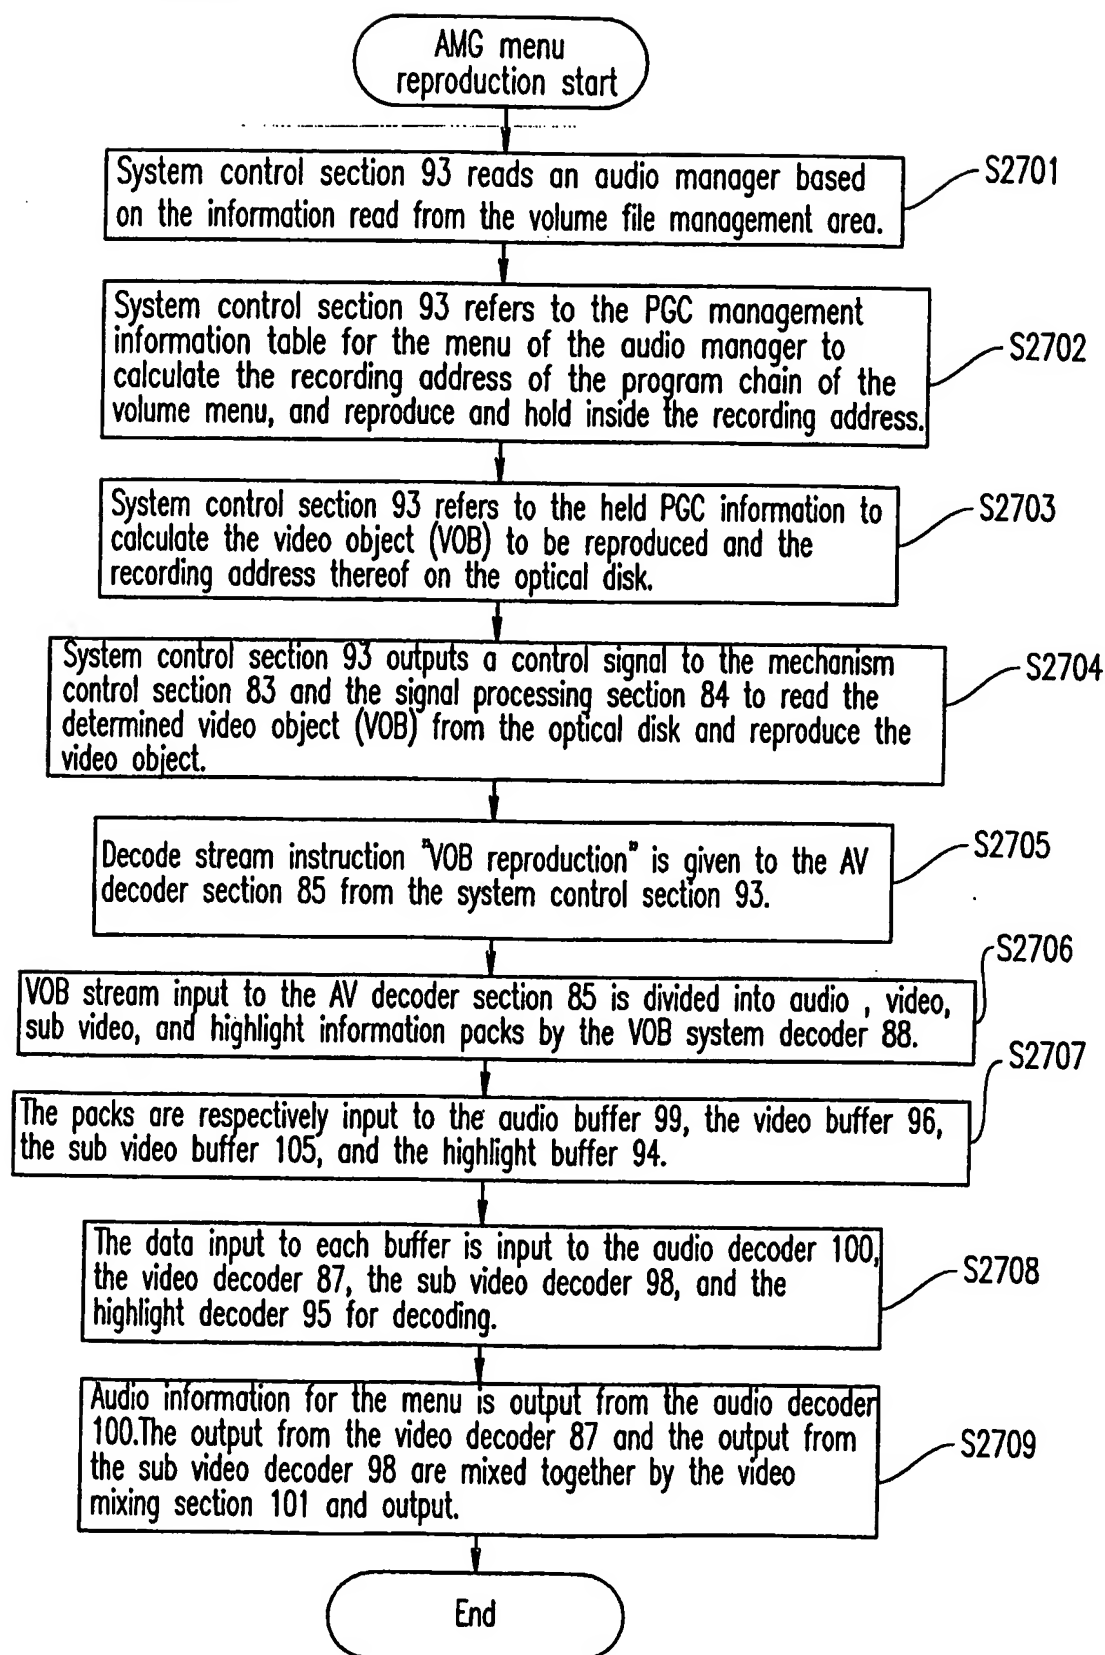 AMG menu
reproduction start
System control section 93 reads an audio manager based
on the information read from the volume file management area.
S2701
System control section 93 refers to the PGC management
information table for the menu of the audio manager to
calculate the recording address of the program chain of the
volume menu, and reproduce and hold inside the recording address.
S2702
System control section 93 refers to the held PGC information to
calculate the video object (VOB) to be reproduced and the
recording address thereof on the optical disk.
S2703
System control section 93 outputs a control signal to the mechanism
control section 83 and the signal processing section 84 to read the
determined video object (VOB) from the optical disk and reproduce the
video object.
S2704
Decode stream instruction "VOB reproduction" is given to the AV
decoder section 85 from the system control section 93.
S2705
VOB stream input to the AV decoder section 85 is divided into audio , video,
sub video, and highlight information packs by the VOB system decoder 88.
S2706
The packs are respectively input to the audio buffer 99, the video buffer 96,
the sub video buffer 105, and the highlight buffer 94.
S2707
The data input to each buffer is input to the audio decoder 100,
the video decoder 87, the sub video decoder 98, and the
highlight decoder 95 for decoding.
S2708
Audio information for the menu is output from the audio decoder
100.The output from the video decoder 87 and the output from
the sub video decoder 98 are mixed together by the video
mixing section 101 and output.
S2709
End